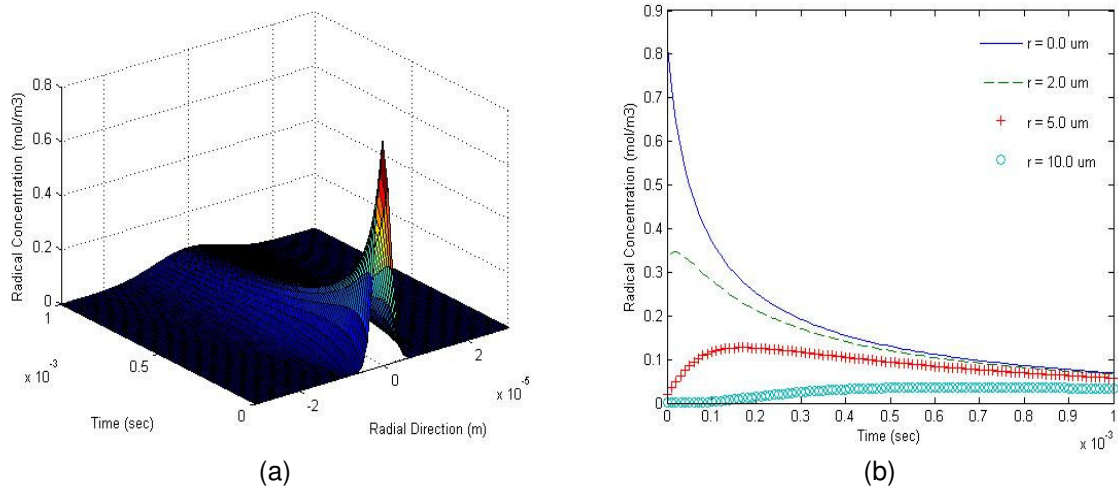 0.8
0.6
0.4
0.2
0
Radical Concentration (mol/m3)
1
0.5
0
x 10⁻³
Time (sec)
-2
0
2
x 10⁻⁵
Radial Direction (m)
(a)
0.9
0.8
0.7
0.6
0.5
0.4
0.3
0.2
0.1
0
Radical Concentration (mol/m3)
r = 0.0 um
r = 2.0 um
r = 5.0 um
r = 10.0 um
0 0.1 0.2 0.3 0.4 0.5 0.6 0.7 0.8 0.9 1
Time (sec)
x 10⁻³
(b)